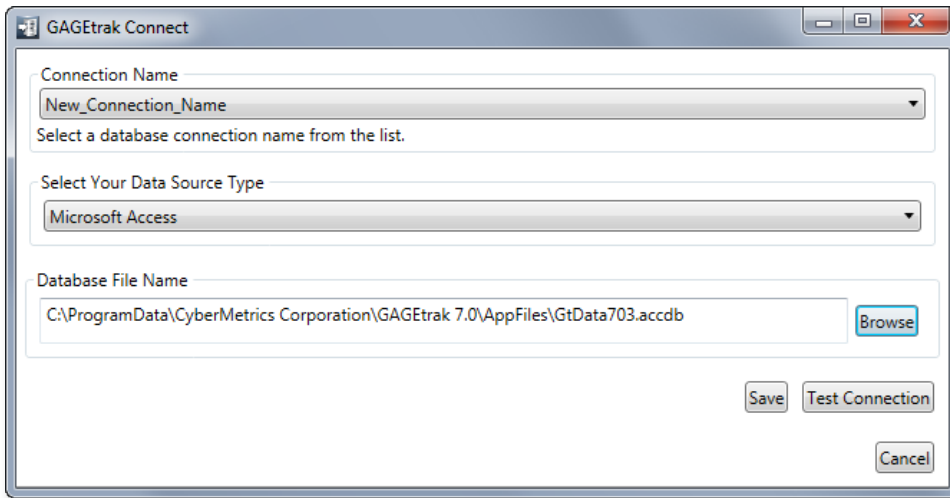 GAGEtrak Connect
Connection Name
New_Connection_Name
Select a database connection name from the list.
Select Your Data Source Type
Microsoft Access
Database File Name
C:\ProgramData\CyberMetrics Corporation\GAGEtrak 7.0\AppFiles\GtData703.accdb
Browse
Save Test Connection
Cancel